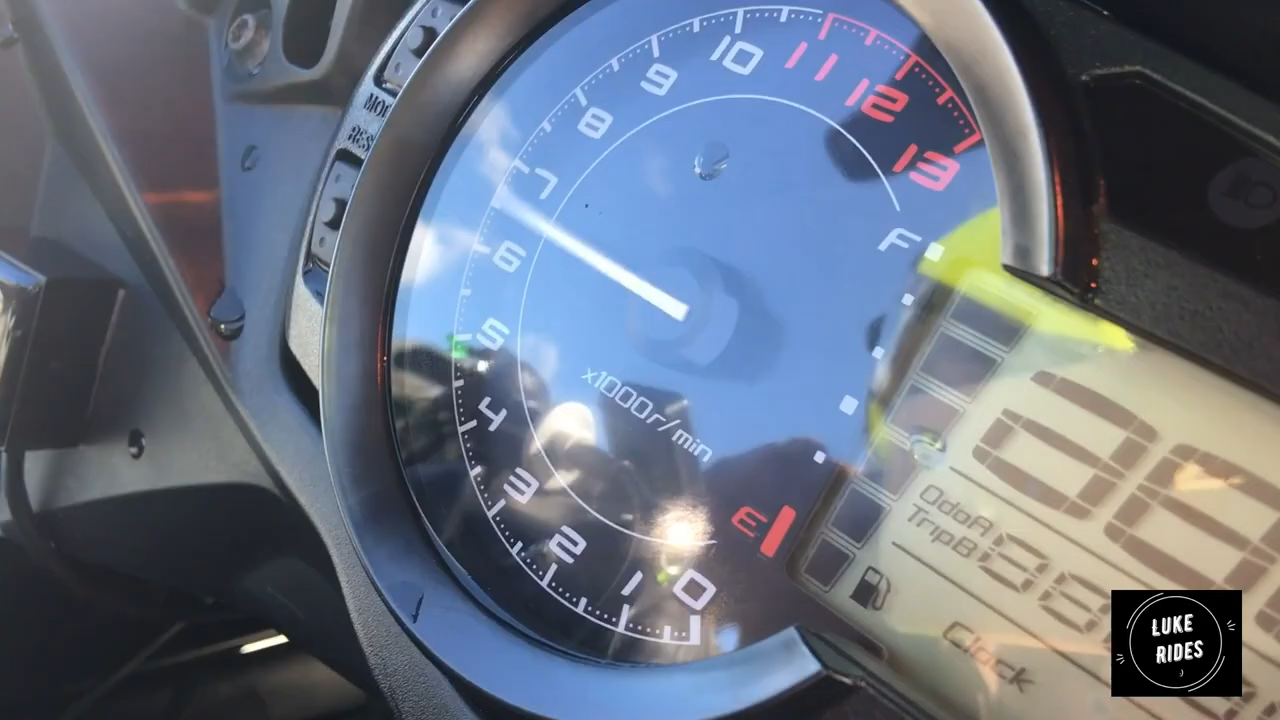 MO
RES
10
11
9
12
8
13
7
F
6
5
x1000r/min
4
3
E
2
1
0
OdoA
TripB
Clock
LUKE
RIDES